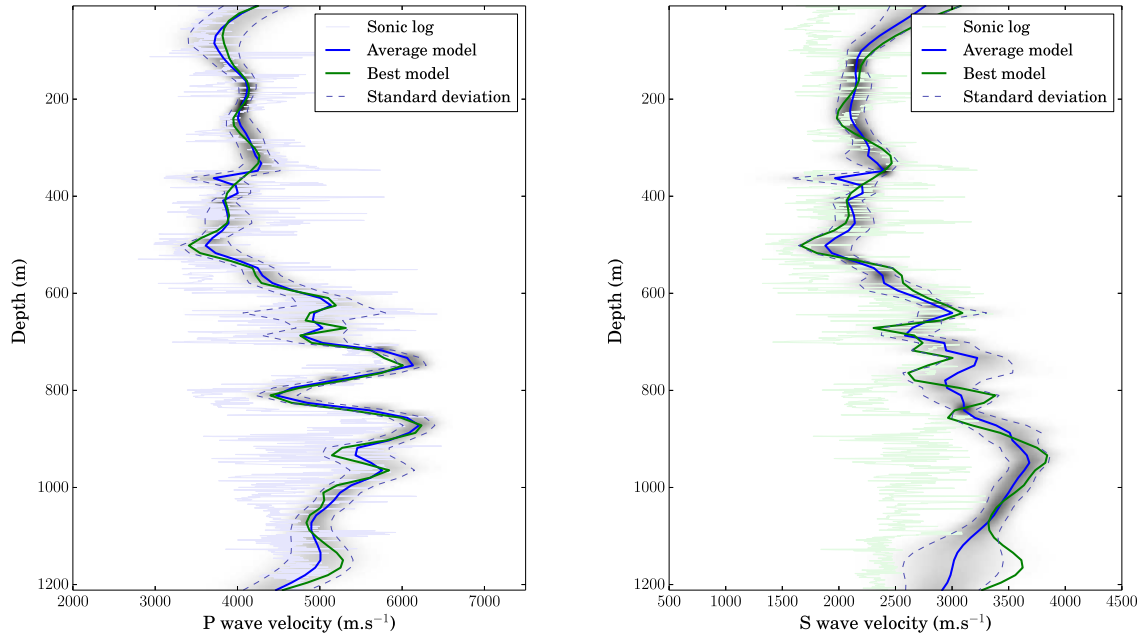 Sonic log
Average model
Best model
Standard deviation
200
400
600
800
1000
1200
Depth (m)
2000 3000 4000 5000 6000 7000
P wave velocity (m.s⁻¹)
Sonic log
Average model
Best model
Standard deviation
200
400
600
800
1000
1200
Depth (m)
500 1000 1500 2000 2500 3000 3500 4000 4500
S wave velocity (m.s⁻¹)